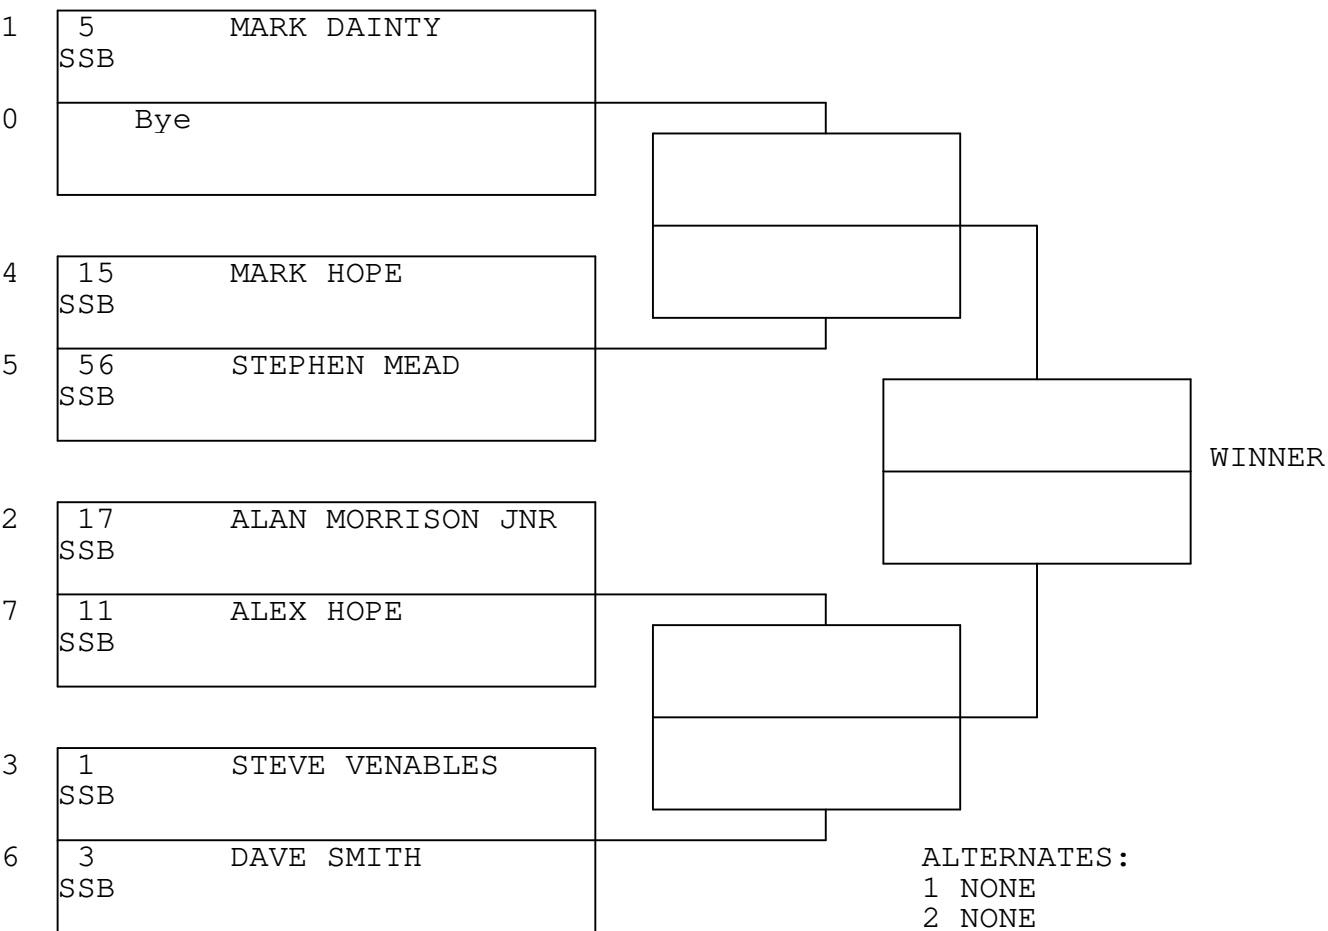 1 5 MARK DAINTY
SSB
0 Bye
4 15 MARK HOPE
SSB
5 56 STEPHEN MEAD
SSB
WINNER
2 17 ALAN MORRISON JNR
SSB
7 11 ALEX HOPE
SSB
3 1 STEVE VENABLES
SSB
6 3 DAVE SMITH
SSB
ALTERNATES:
1 NONE
2 NONE